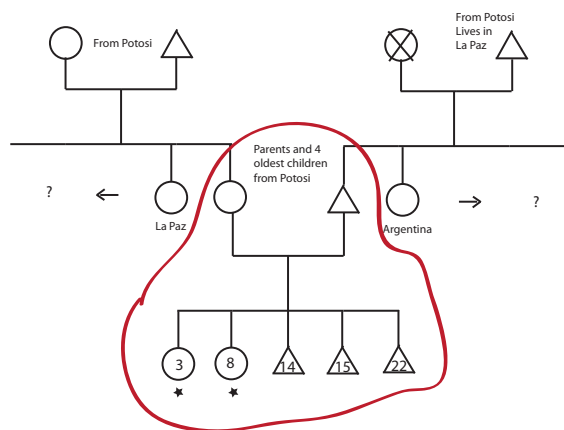 From Potosi
From Potosi
Lives in
La Paz
Parents and 4
oldest children
from Potosi
?
La Paz
Argentina
?
3
8
14
15
22